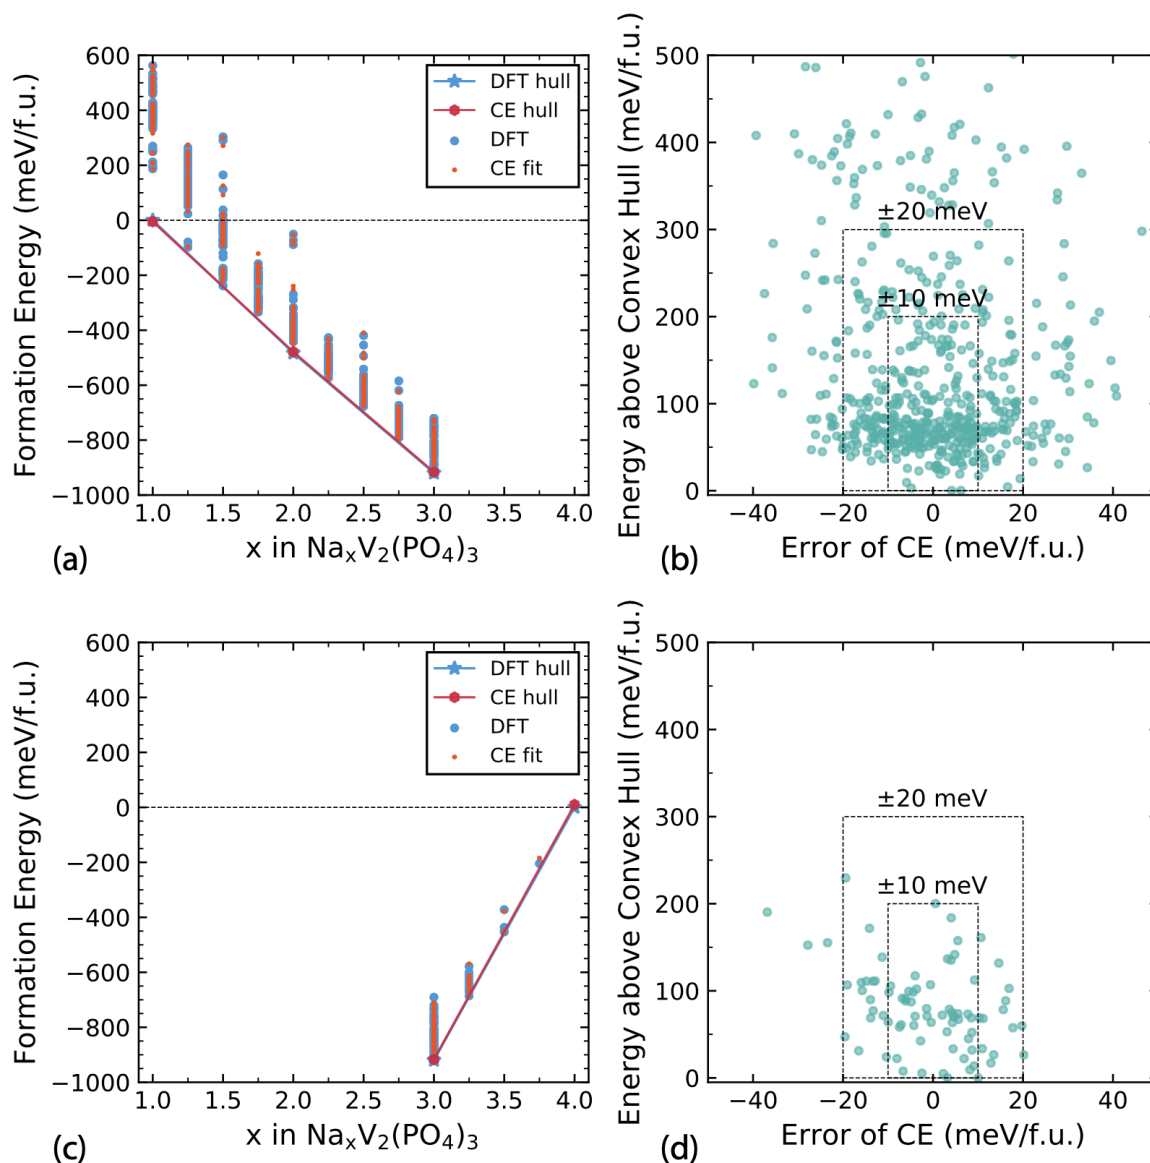 Formation Energy (meV/f.u.)
600
400
200
0
−200
−400
−600
−800
−1000
DFT hull
CE hull
DFT
CE fit
1.0 1.5 2.0 2.5 3.0 3.5 4.0
x in NaₓV₂(PO₄)₃
(a)
Energy above Convex Hull (meV/f.u.)
500
400
300
200
100
0
±20 meV
±10 meV
−40 −20 0 20 40
Error of CE (meV/f.u.)
(b)
Formation Energy (meV/f.u.)
600
400
200
0
−200
−400
−600
−800
−1000
DFT hull
CE hull
DFT
CE fit
1.0 1.5 2.0 2.5 3.0 3.5 4.0
x in NaₓV₂(PO₄)₃
(c)
Energy above Convex Hull (meV/f.u.)
500
400
300
200
100
0
±20 meV
±10 meV
−40 −20 0 20 40
Error of CE (meV/f.u.)
(d)